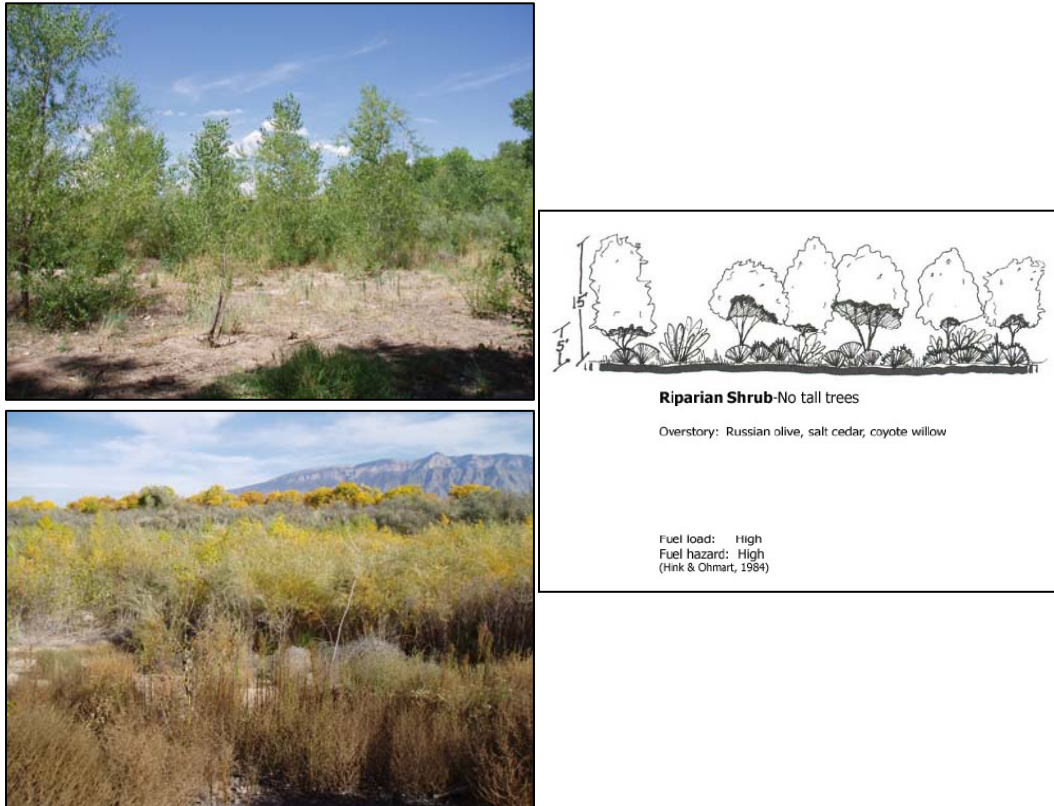 15'
5'
Riparian Shrub-No tall trees
Overstory: Russian olive, salt cedar, coyote willow
Fuel load: High
Fuel hazard: High
(Hink & Ohmart, 1984)